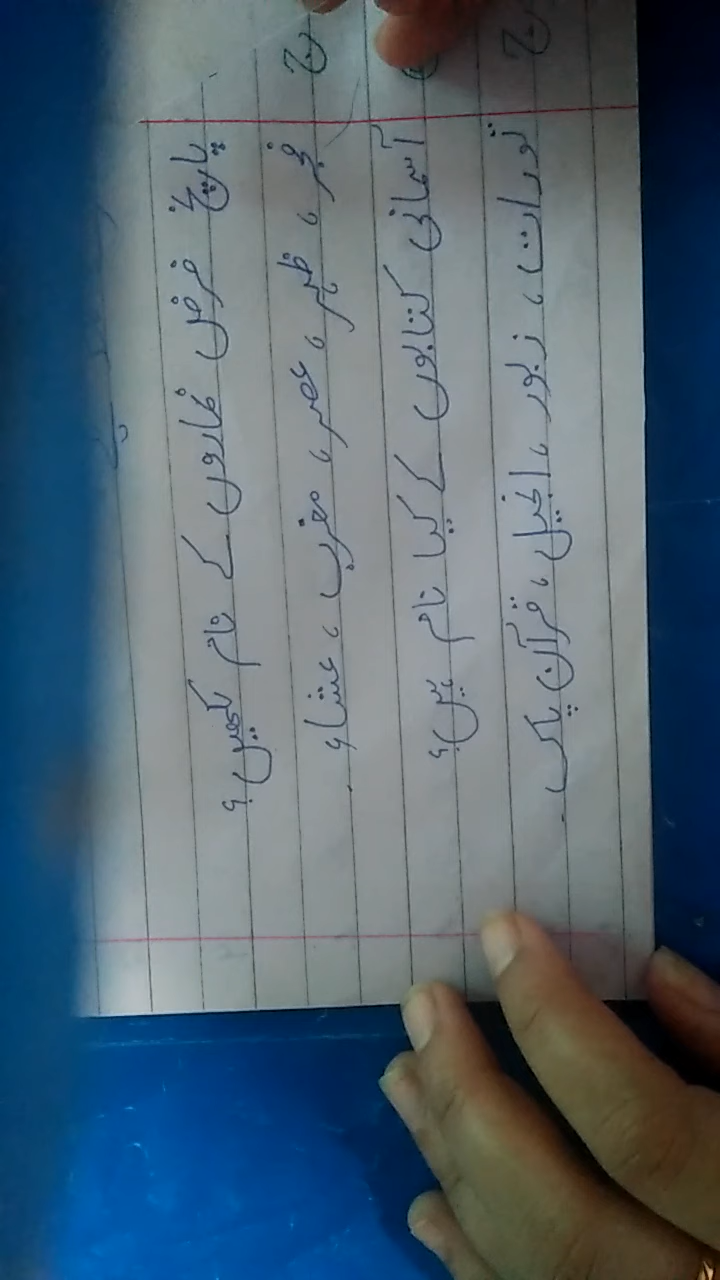 پانچ فرض نمازوں کے نام لکھیں؟
ج فجر ، ظہر ، عصر ، مغرب ، عشاء ۔
آسمانی کتابوں کے کیا نام ہیں؟
ج تورات ، زبور ، انجیل ، قرآن پاک ۔